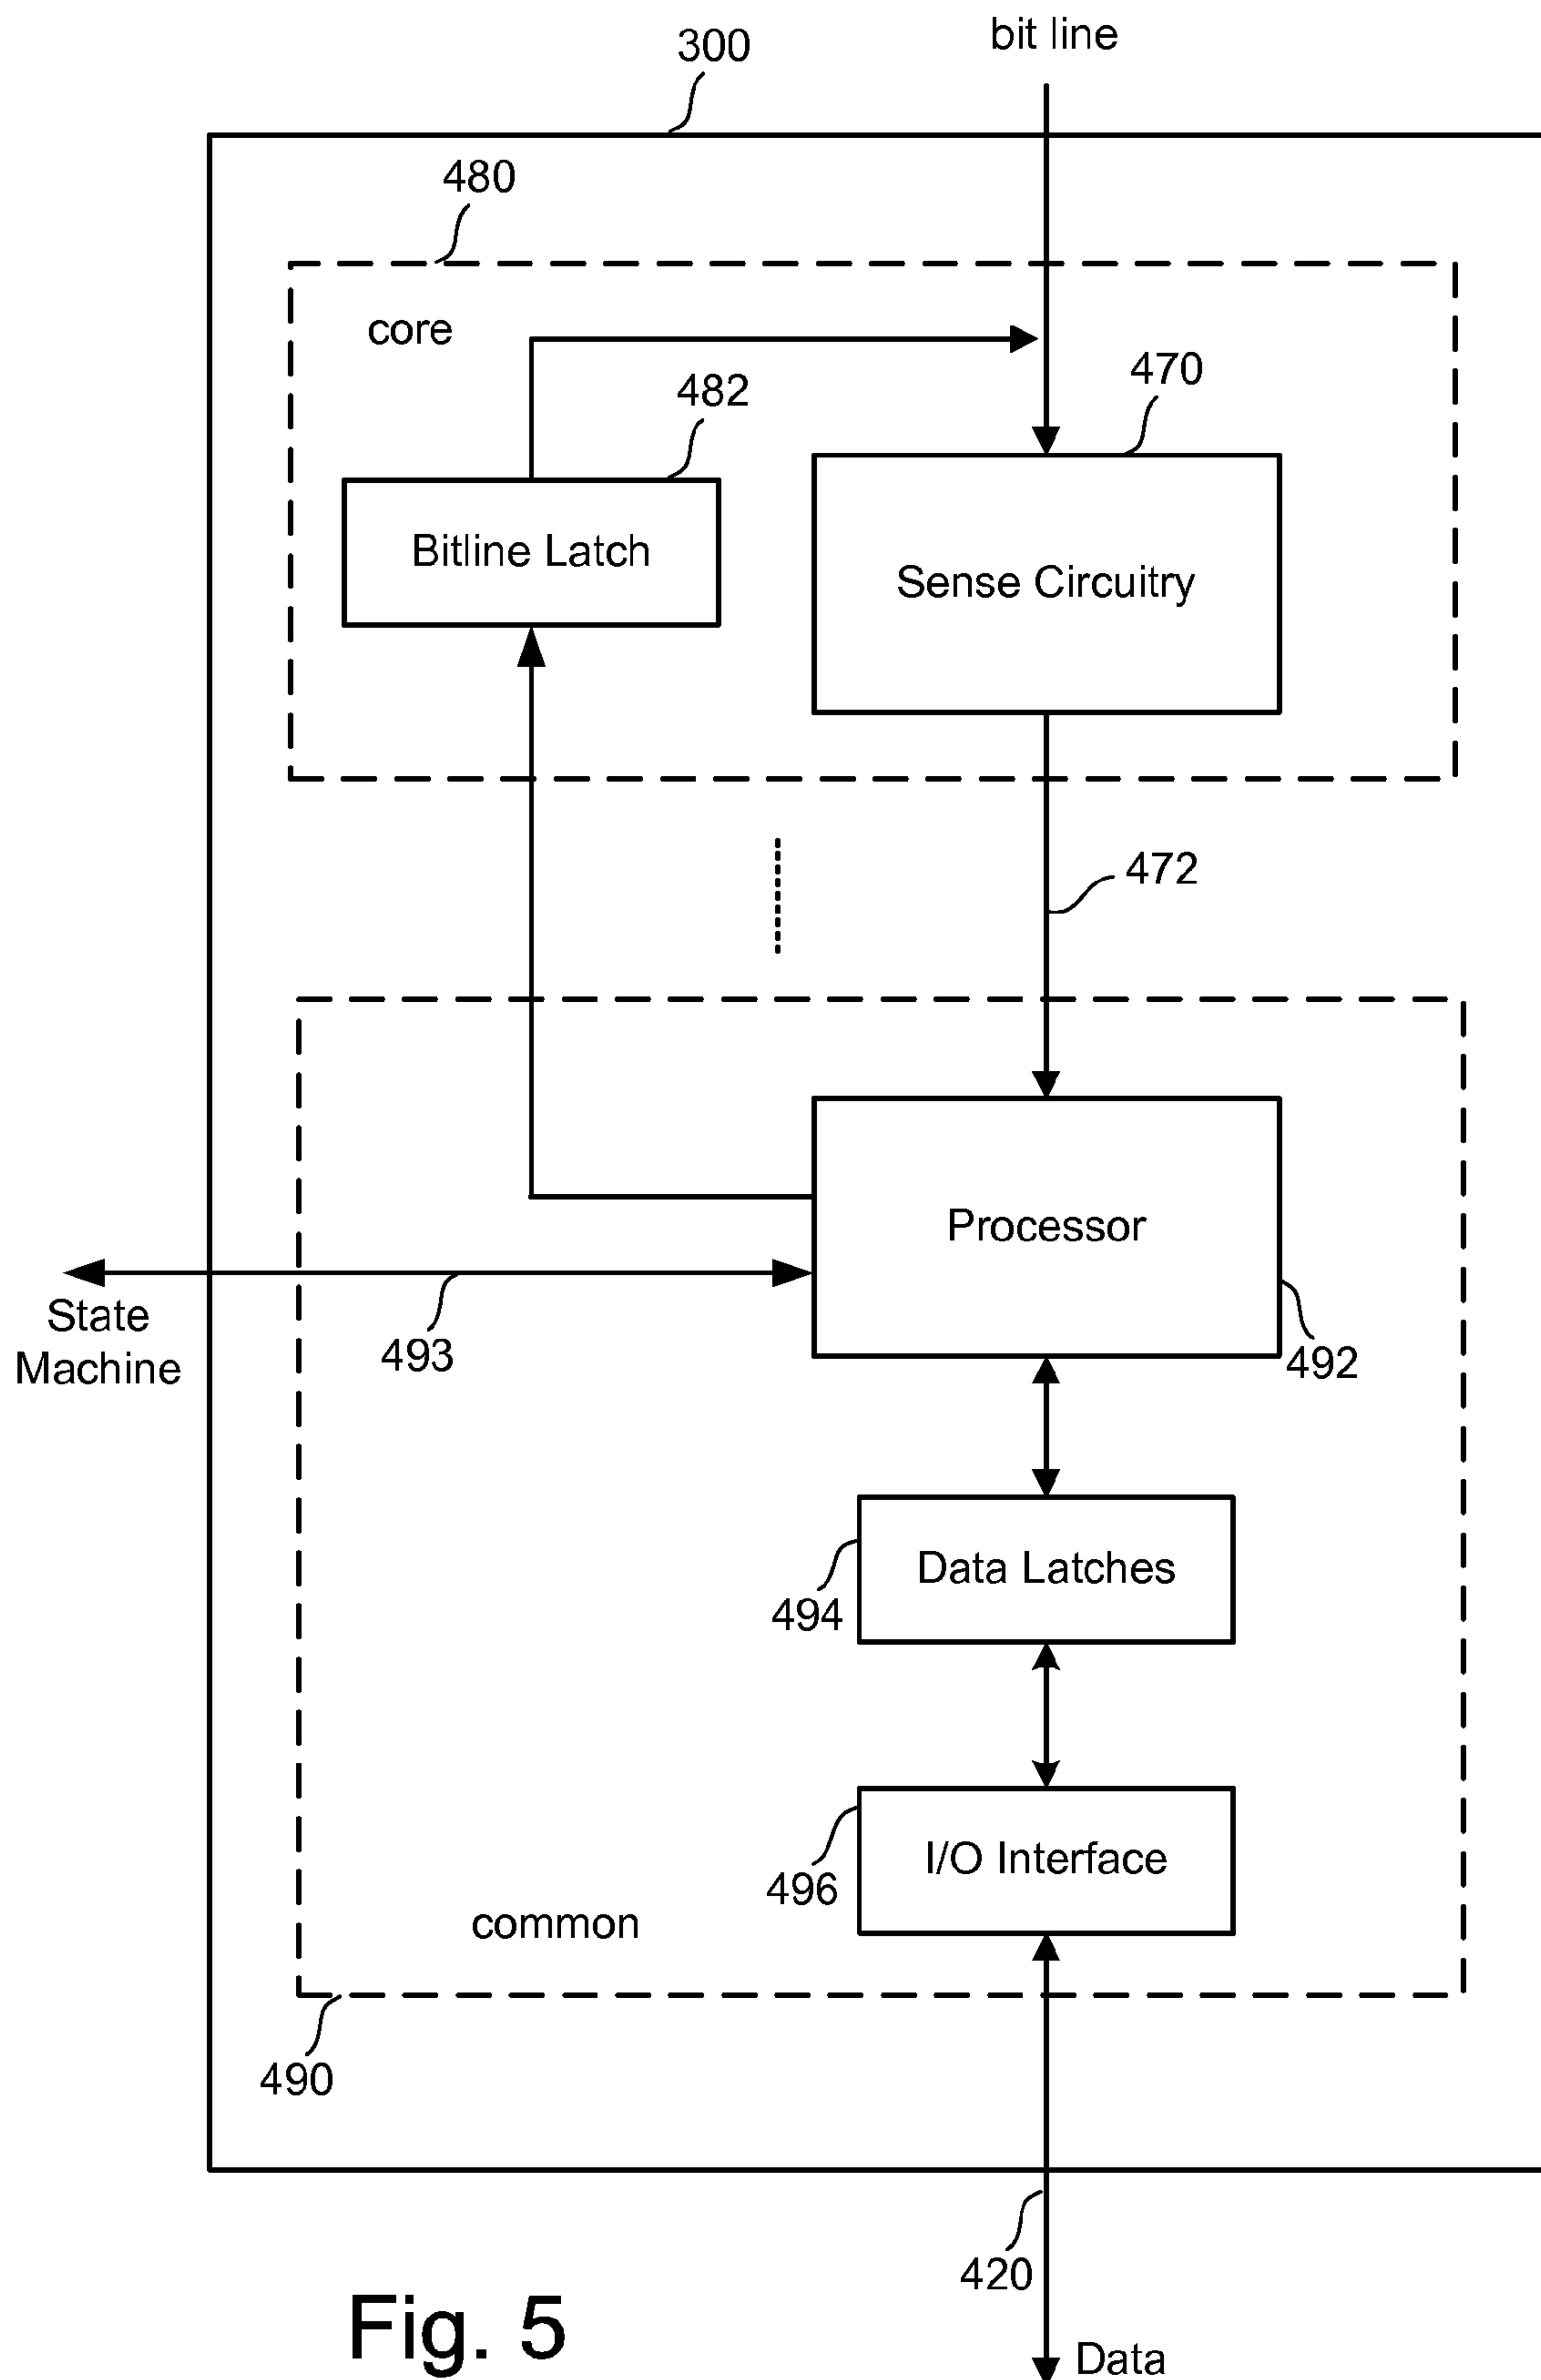 bit line
300
480
core
470
482
Bitline Latch
Sense Circuitry
472
Processor
State
Machine
493
492
Data Latches
494
I/O Interface
496
common
490
420
Fig. 5
Data